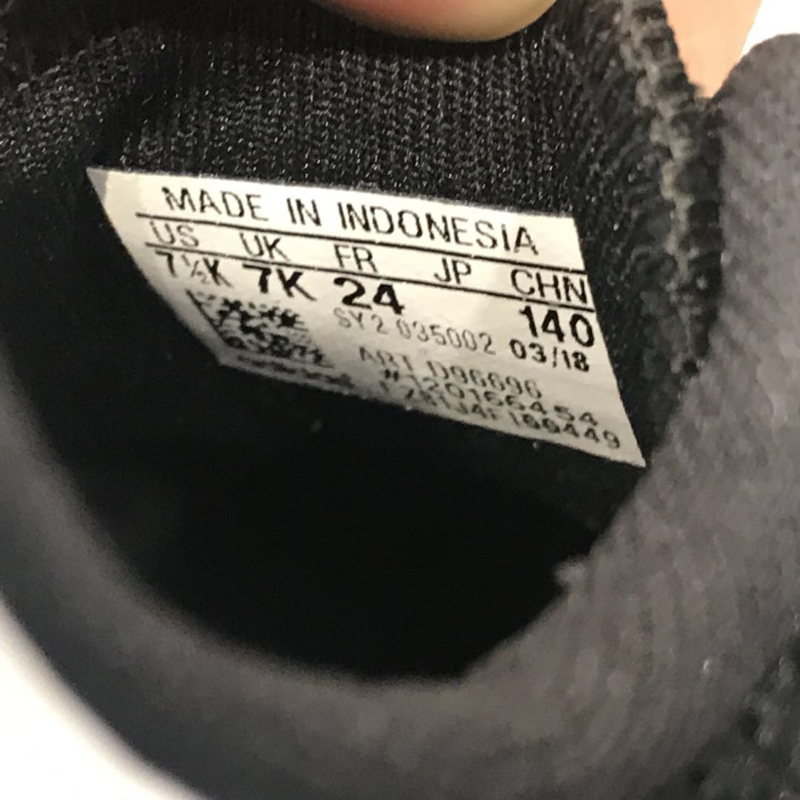 MADE IN INDONESIA
US UK FR JP CHN
7½K 7K 24 140
SY2 035002 03/18
ART D96696
#120166454